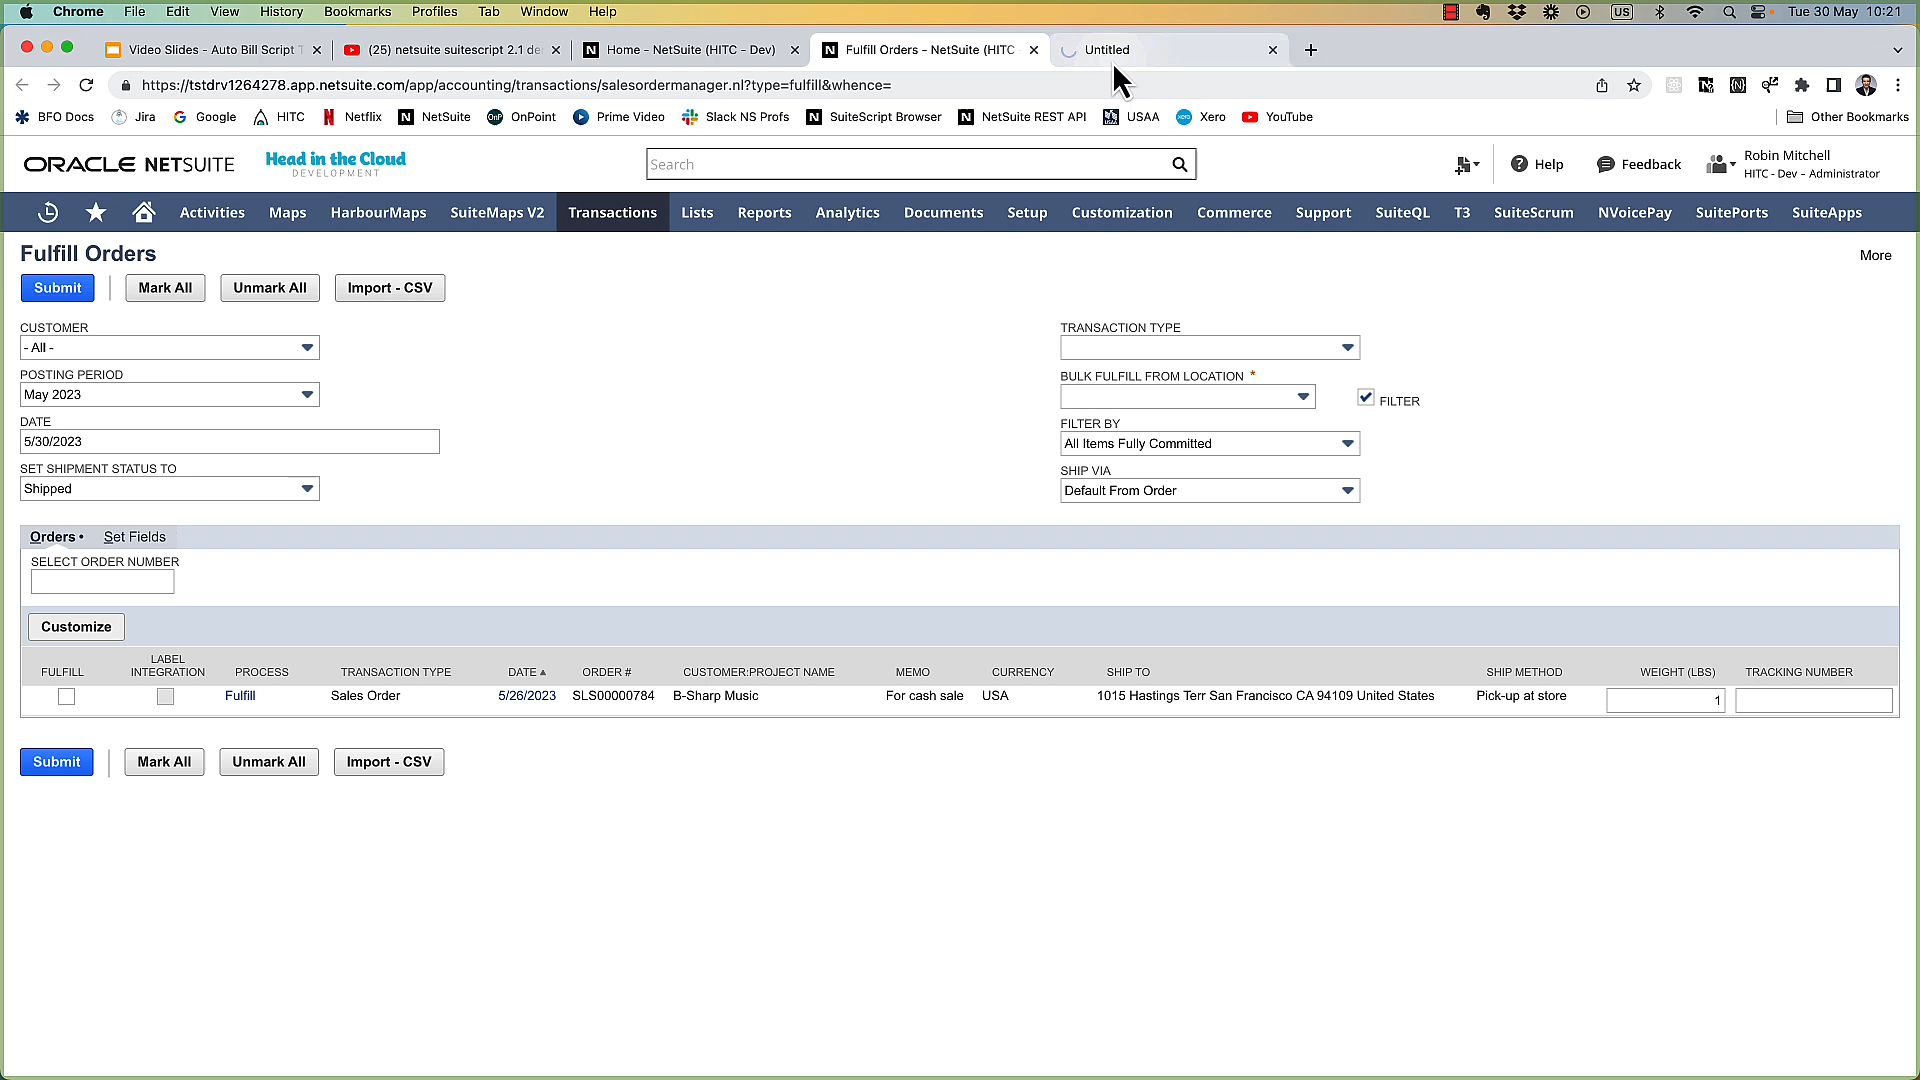 Chrome File Edit View History Bookmarks Profiles Tab Window Help US Tue 30 May 10:21
Video Slides - Auto Bill Script T (25) netsuite suitescript 2.1 de Home - NetSuite (HITC - Dev) Fulfill Orders - NetSuite (HITC Untitled
https://tstdrv1264278.app.netsuite.com/app/accounting/transactions/salesordermanager.nl?type=fulfill&whence=
BFO Docs Jira Google HITC Netflix NetSuite OnPoint Prime Video Slack NS Profs SuiteScript Browser NetSuite REST API USAA Xero YouTube Other Bookmarks
ORACLE NETSUITE Head in the Cloud Search Help Feedback Robin Mitchell
DEVELOPMENT HITC - Dev - Administrator
Activities Maps HarbourMaps SuiteMaps V2 Transactions Lists Reports Analytics Documents Setup Customization Commerce Support SuiteQL T3 SuiteScrum NVoicePay SuitePorts SuiteApps
Fulfill Orders More
Submit Mark All Unmark All Import - CSV
CUSTOMER
- All -
POSTING PERIOD
May 2023
DATE
5/30/2023
SET SHIPMENT STATUS TO
Shipped
TRANSACTION TYPE
BULK FULFILL FROM LOCATION *
FILTER
FILTER BY
All Items Fully Committed
SHIP VIA
Default From Order
Orders • Set Fields
SELECT ORDER NUMBER
Customize
FULFILL LABEL INTEGRATION PROCESS TRANSACTION TYPE DATE ▲ ORDER # CUSTOMER:PROJECT NAME MEMO CURRENCY SHIP TO SHIP METHOD WEIGHT (LBS) TRACKING NUMBER
Fulfill Sales Order 5/26/2023 SLS00000784 B-Sharp Music For cash sale USA 1015 Hastings Terr San Francisco CA 94109 United States Pick-up at store 1
Submit Mark All Unmark All Import - CSV